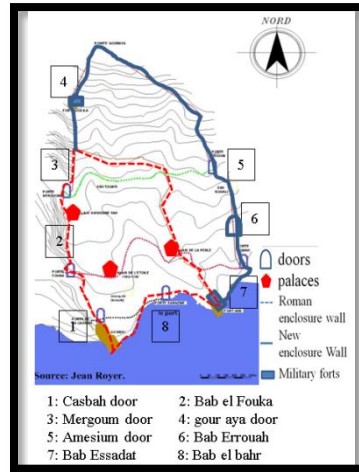 NORD
4
3
5
6
2
7
1
8
le port
doors
palaces
Roman
enclosure wall
New
enclosure Wall
Military forts
Source: Jean Royer.
1: Casbah door 2: Bab el Fouka
3: Mergoum door 4: gour aya door
5: Amesium door 6: Bab Errouah
7: Bab Essadat 8: Bab el bahr